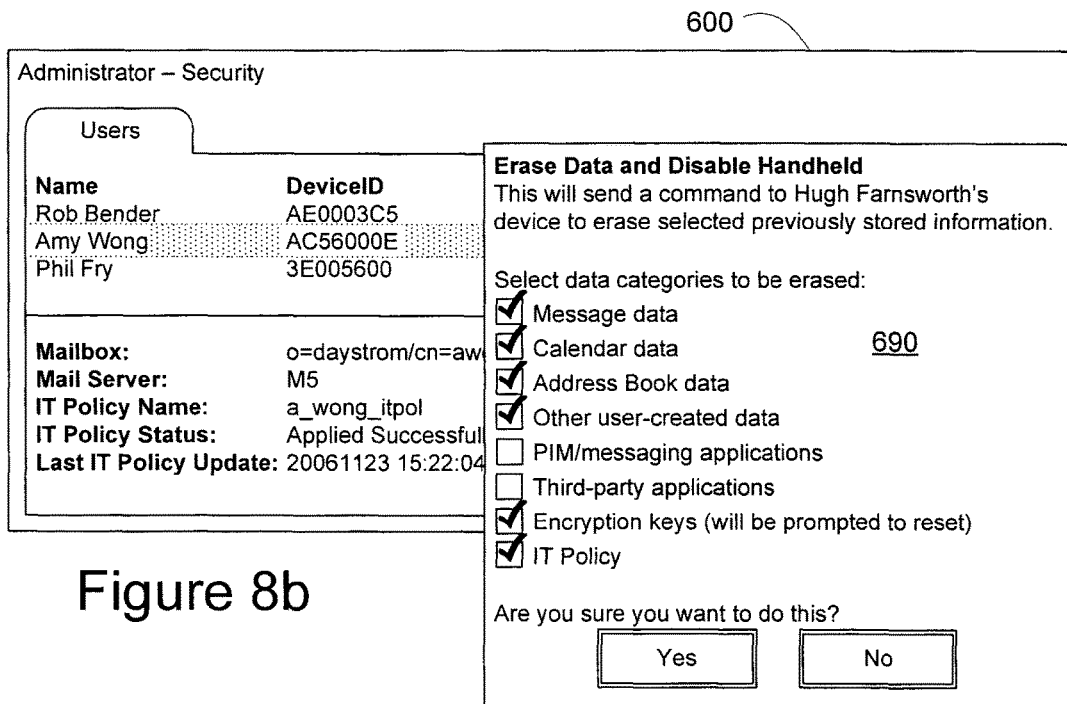 600
Administrator – Security
Users
Name DeviceID
Rob Bender AE0003C5
Amy Wong AC56000E
Phil Fry 3E005600
Mailbox: o=daystrom/cn=aw
Mail Server: M5
IT Policy Name: a_wong_itpol
IT Policy Status: Applied Successful
Last IT Policy Update: 20061123 15:22:04
Erase Data and Disable Handheld
This will send a command to Hugh Farnsworth's
device to erase selected previously stored information.
Select data categories to be erased:
Message data
Calendar data
690
Address Book data
Other user-created data
PIM/messaging applications
Third-party applications
Encryption keys (will be prompted to reset)
IT Policy
Are you sure you want to do this?
Yes No
Figure 8b